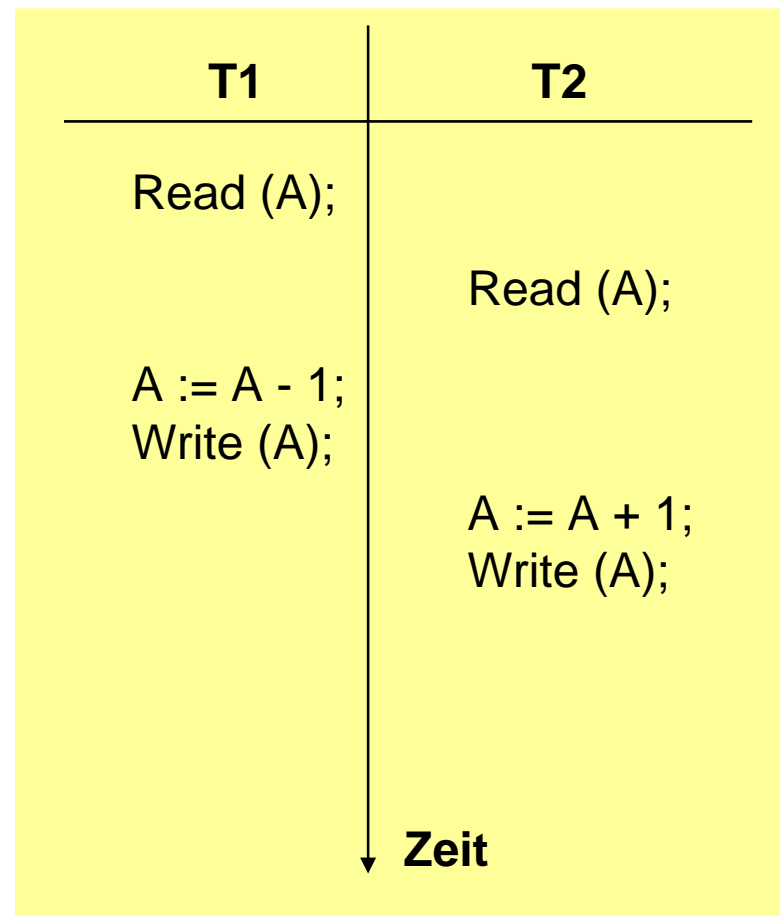 T1 T2
Read (A);
Read (A);
A := A - 1;
Write (A);
A := A + 1;
Write (A);
Zeit